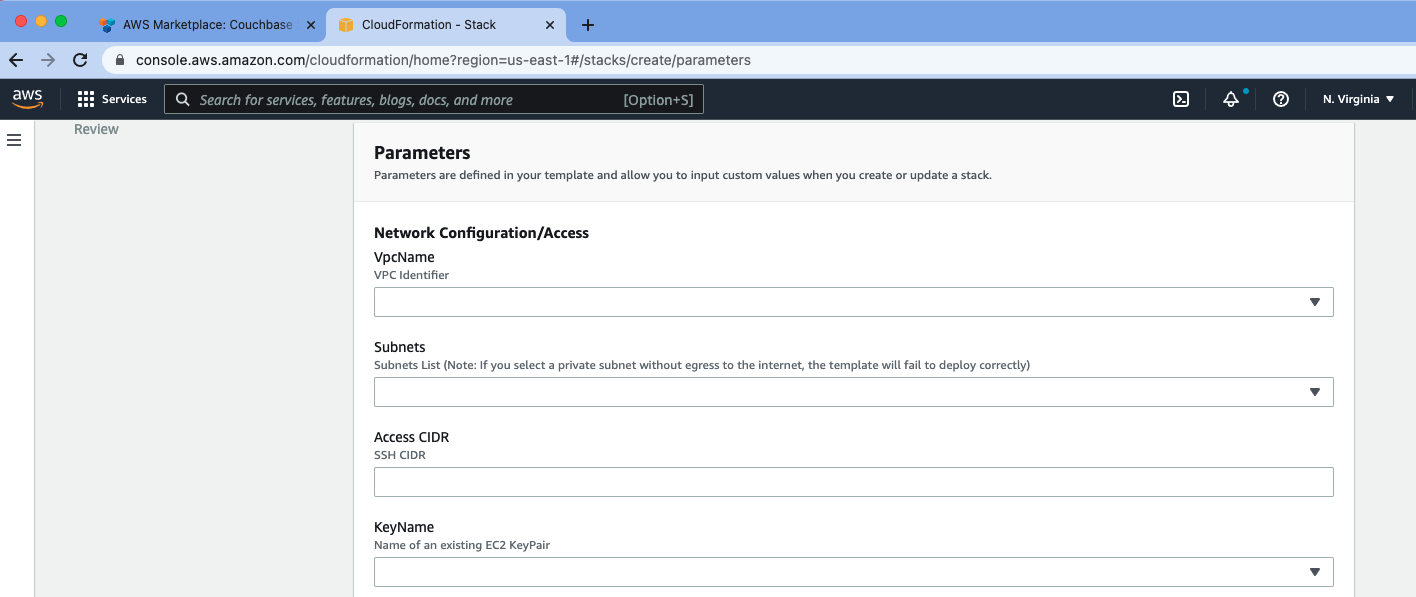 AWS Marketplace: Couchbase
CloudFormation - Stack
console.aws.amazon.com/cloudformation/home?region=us-east-1#/stacks/create/parameters
aws
Services
Search for services, features, blogs, docs, and more
[Option+S]
N. Virginia
Review
Parameters
Parameters are defined in your template and allow you to input custom values when you create or update a stack.
Network Configuration/Access
VpcName
VPC Identifier
Subnets
Subnets List (Note: If you select a private subnet without egress to the internet, the template will fail to deploy correctly)
Access CIDR
SSH CIDR
KeyName
Name of an existing EC2 KeyPair